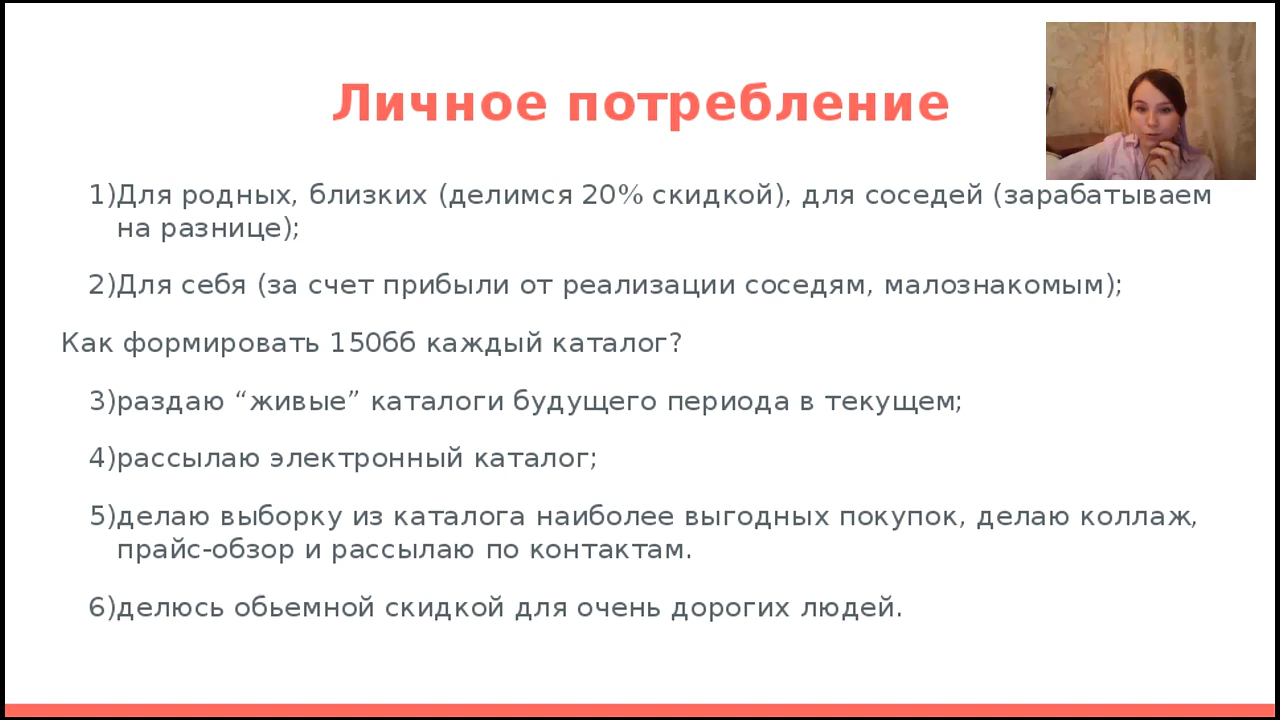 Личное потребление
1)Для родных, близких (делимся 20% скидкой), для соседей (зарабатываем
на разнице);
2)Для себя (за счет прибыли от реализации соседям, малознакомым);
Как формировать 150бб каждый каталог?
3)раздаю “живые” каталоги будущего периода в текущем;
4)рассылаю электронный каталог;
5)делаю выборку из каталога наиболее выгодных покупок, делаю коллаж,
прайс-обзор и рассылаю по контактам.
6)делюсь обьемной скидкой для очень дорогих людей.